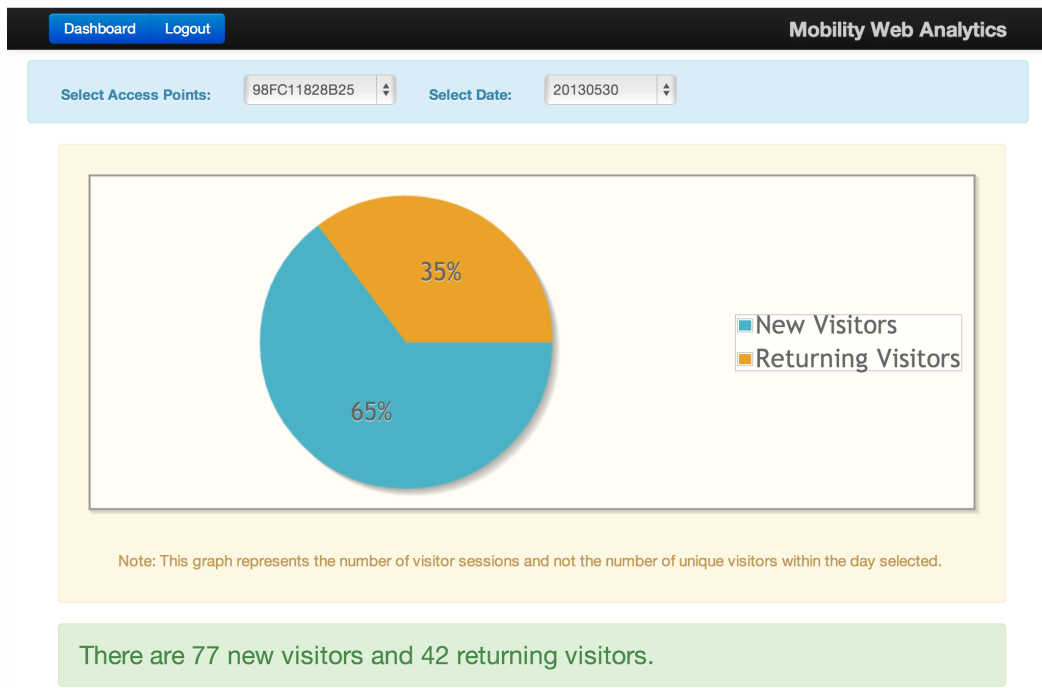 Dashboard Logout Mobility Web Analytics
Select Access Points: 98FC11828B25 Select Date: 20130530
35%
New Visitors
Returning Visitors
65%
Note: This graph represents the number of visitor sessions and not the number of unique visitors within the day selected.
There are 77 new visitors and 42 returning visitors.